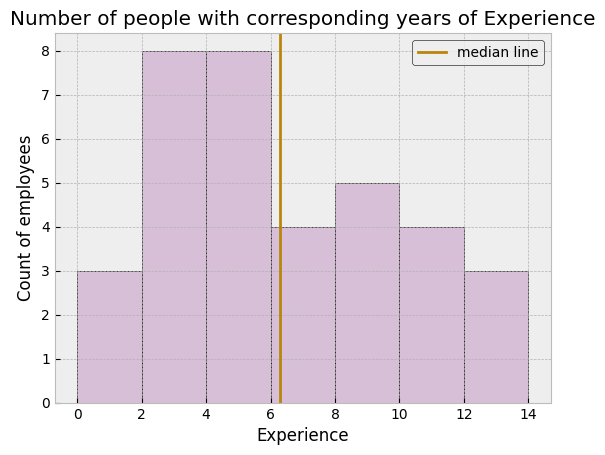 Number of people with corresponding years of Experience
median line
8
7
6
5
4
3
2
1
0
Count of employees
0 2 4 6 8 10 12 14
Experience